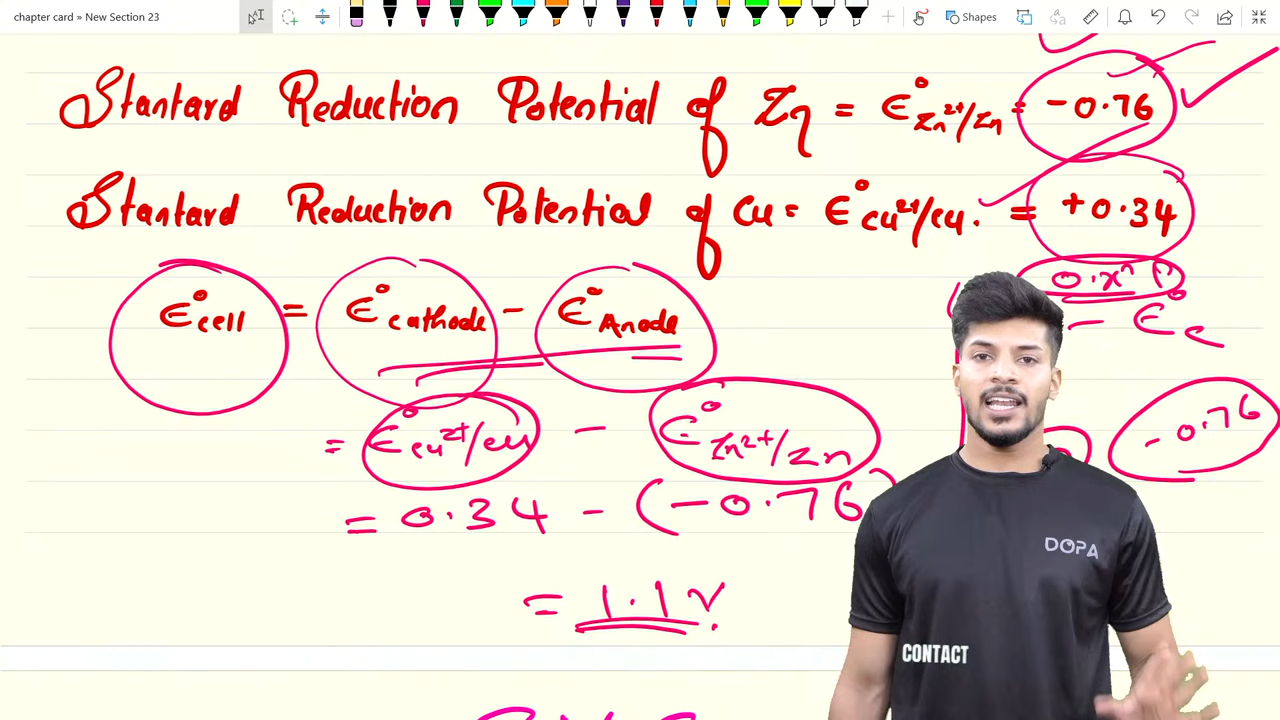 chapter card » New Section 23
Shapes
Stantard Reduction Potential of Zn = E°Zn²⁺/Zn = -0.76
Stantard Reduction Potential of Cu = E°Cu²⁺/Cu. = +0.34
E°cell = E°cathode - E°Anode
- E°c
= E°Cu²⁺/Cu - E°Zn²⁺/Zn
-0.76
= 0.34 - (-0.76)
= 1.1 V
DOPA
CONTACT